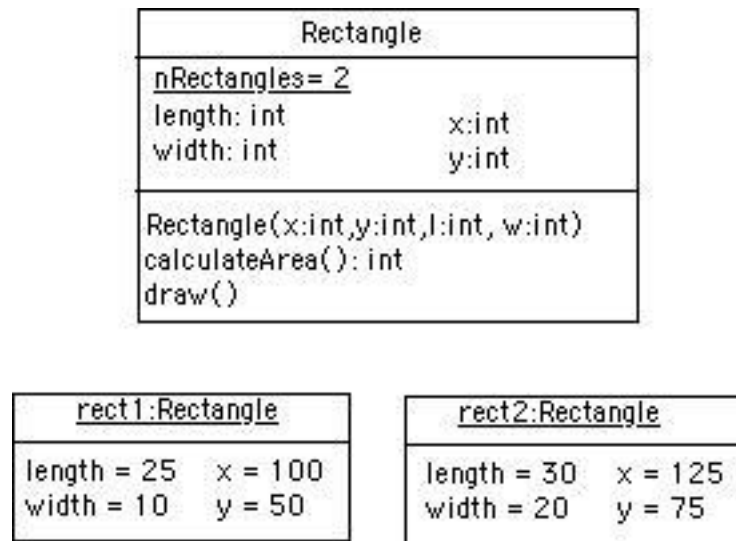 Rectangle
nRectangles= 2
length: int
width: int
x:int
y:int
Rectangle(x:int,y:int,l:int, w:int)
calculateArea(): int
draw()
rect1:Rectangle
length = 25 x = 100
width = 10 y = 50
rect2:Rectangle
length = 30 x = 125
width = 20 y = 75